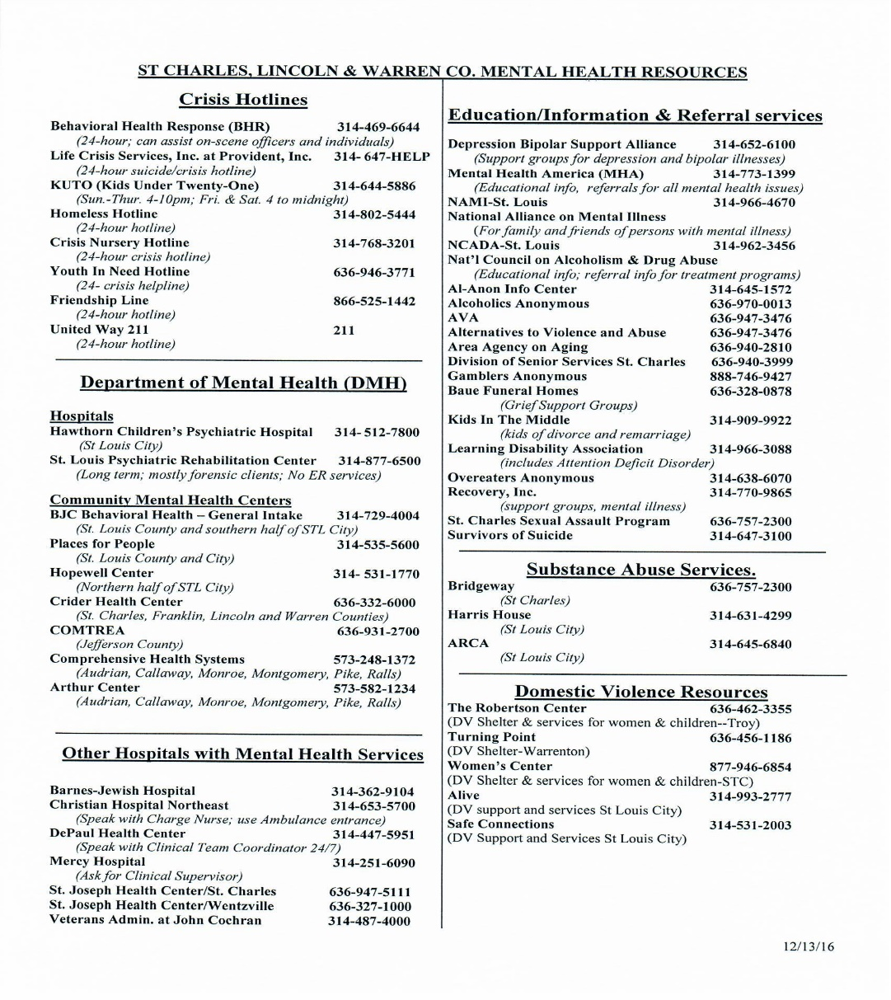 ST CHARLES, LINCOLN & WARREN CO. MENTAL HEALTH RESOURCES
Crisis Hotlines
Behavioral Health Response (BHR) 314-469-6644
(24-hour; can assist on-scene officers and individuals)
Life Crisis Services, Inc. at Provident, Inc. 314- 647-HELP
(24-hour suicide/crisis hotline)
KUTO (Kids Under Twenty-One) 314-644-5886
(Sun.-Thur. 4-10pm; Fri. & Sat. 4 to midnight)
Homeless Hotline 314-802-5444
(24-hour hotline)
Crisis Nursery Hotline 314-768-3201
(24-hour crisis hotline)
Youth In Need Hotline 636-946-3771
(24- crisis helpline)
Friendship Line 866-525-1442
(24-hour hotline)
United Way 211 211
(24-hour hotline)
Department of Mental Health (DMH)
Hospitals
Hawthorn Children's Psychiatric Hospital 314- 512-7800
(St Louis City)
St. Louis Psychiatric Rehabilitation Center 314-877-6500
(Long term; mostly forensic clients; No ER services)
Community Mental Health Centers
BJC Behavioral Health – General Intake 314-729-4004
(St. Louis County and southern half of STL City)
Places for People 314-535-5600
(St. Louis County and City)
Hopewell Center 314- 531-1770
(Northern half of STL City)
Crider Health Center 636-332-6000
(St. Charles, Franklin, Lincoln and Warren Counties)
COMTREA 636-931-2700
(Jefferson County)
Comprehensive Health Systems 573-248-1372
(Audrian, Callaway, Monroe, Montgomery, Pike, Ralls)
Arthur Center 573-582-1234
(Audrian, Callaway, Monroe, Montgomery, Pike, Ralls)
Other Hospitals with Mental Health Services
Barnes-Jewish Hospital 314-362-9104
Christian Hospital Northeast 314-653-5700
(Speak with Charge Nurse; use Ambulance entrance)
DePaul Health Center 314-447-5951
(Speak with Clinical Team Coordinator 24/7)
Mercy Hospital 314-251-6090
(Ask for Clinical Supervisor)
St. Joseph Health Center/St. Charles 636-947-5111
St. Joseph Health Center/Wentzville 636-327-1000
Veterans Admin. at John Cochran 314-487-4000
Education/Information & Referral services
Depression Bipolar Support Alliance 314-652-6100
(Support groups for depression and bipolar illnesses)
Mental Health America (MHA) 314-773-1399
(Educational info, referrals for all mental health issues)
NAMI-St. Louis 314-966-4670
National Alliance on Mental Illness
(For family and friends of persons with mental illness)
NCADA-St. Louis 314-962-3456
Nat'l Council on Alcoholism & Drug Abuse
(Educational info; referral info for treatment programs)
Al-Anon Info Center 314-645-1572
Alcoholics Anonymous 636-970-0013
AVA 636-947-3476
Alternatives to Violence and Abuse 636-947-3476
Area Agency on Aging 636-940-2810
Division of Senior Services St. Charles 636-940-3999
Gamblers Anonymous 888-746-9427
Baue Funeral Homes 636-328-0878
(Grief Support Groups)
Kids In The Middle 314-909-9922
(kids of divorce and remarriage)
Learning Disability Association 314-966-3088
(includes Attention Deficit Disorder)
Overeaters Anonymous 314-638-6070
Recovery, Inc. 314-770-9865
(support groups, mental illness)
St. Charles Sexual Assault Program 636-757-2300
Survivors of Suicide 314-647-3100
Substance Abuse Services.
Bridgeway 636-757-2300
(St Charles)
Harris House 314-631-4299
(St Louis City)
ARCA 314-645-6840
(St Louis City)
Domestic Violence Resources
The Robertson Center 636-462-3355
(DV Shelter & services for women & children--Troy)
Turning Point 636-456-1186
(DV Shelter-Warrenton)
Women's Center 877-946-6854
(DV Shelter & services for women & children-STC)
Alive 314-993-2777
(DV support and services St Louis City)
Safe Connections 314-531-2003
(DV Support and Services St Louis City)
12/13/16